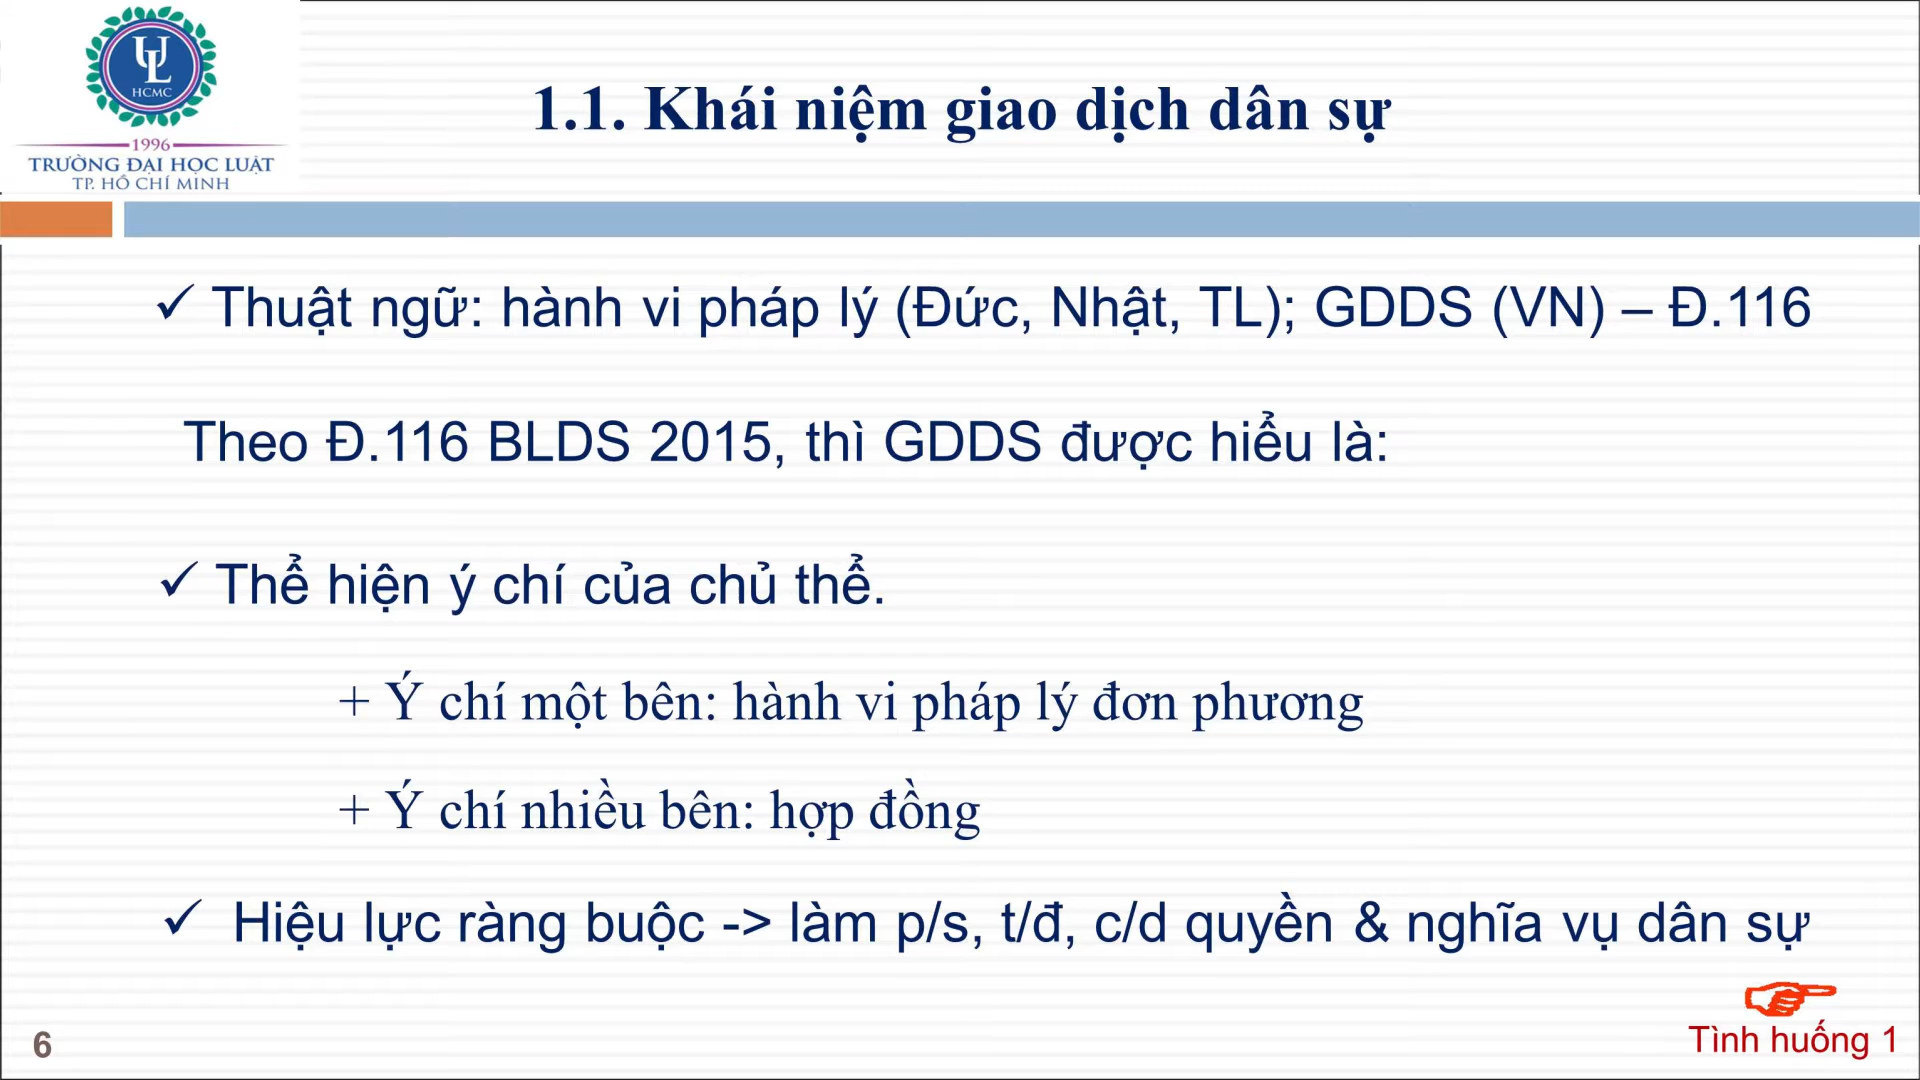 UL
HCMC
1996
TRƯỜNG ĐẠI HỌC LUẬT
TP. HỒ CHÍ MINH
1.1. Khái niệm giao dịch dân sự
✓ Thuật ngữ: hành vi pháp lý (Đức, Nhật, TL); GDDS (VN) – Đ.116
Theo Đ.116 BLDS 2015, thì GDDS được hiểu là:
✓ Thể hiện ý chí của chủ thể.
+ Ý chí một bên: hành vi pháp lý đơn phương
+ Ý chí nhiều bên: hợp đồng
✓ Hiệu lực ràng buộc -> làm p/s, t/đ, c/d quyền & nghĩa vụ dân sự
Tình huống 1
6